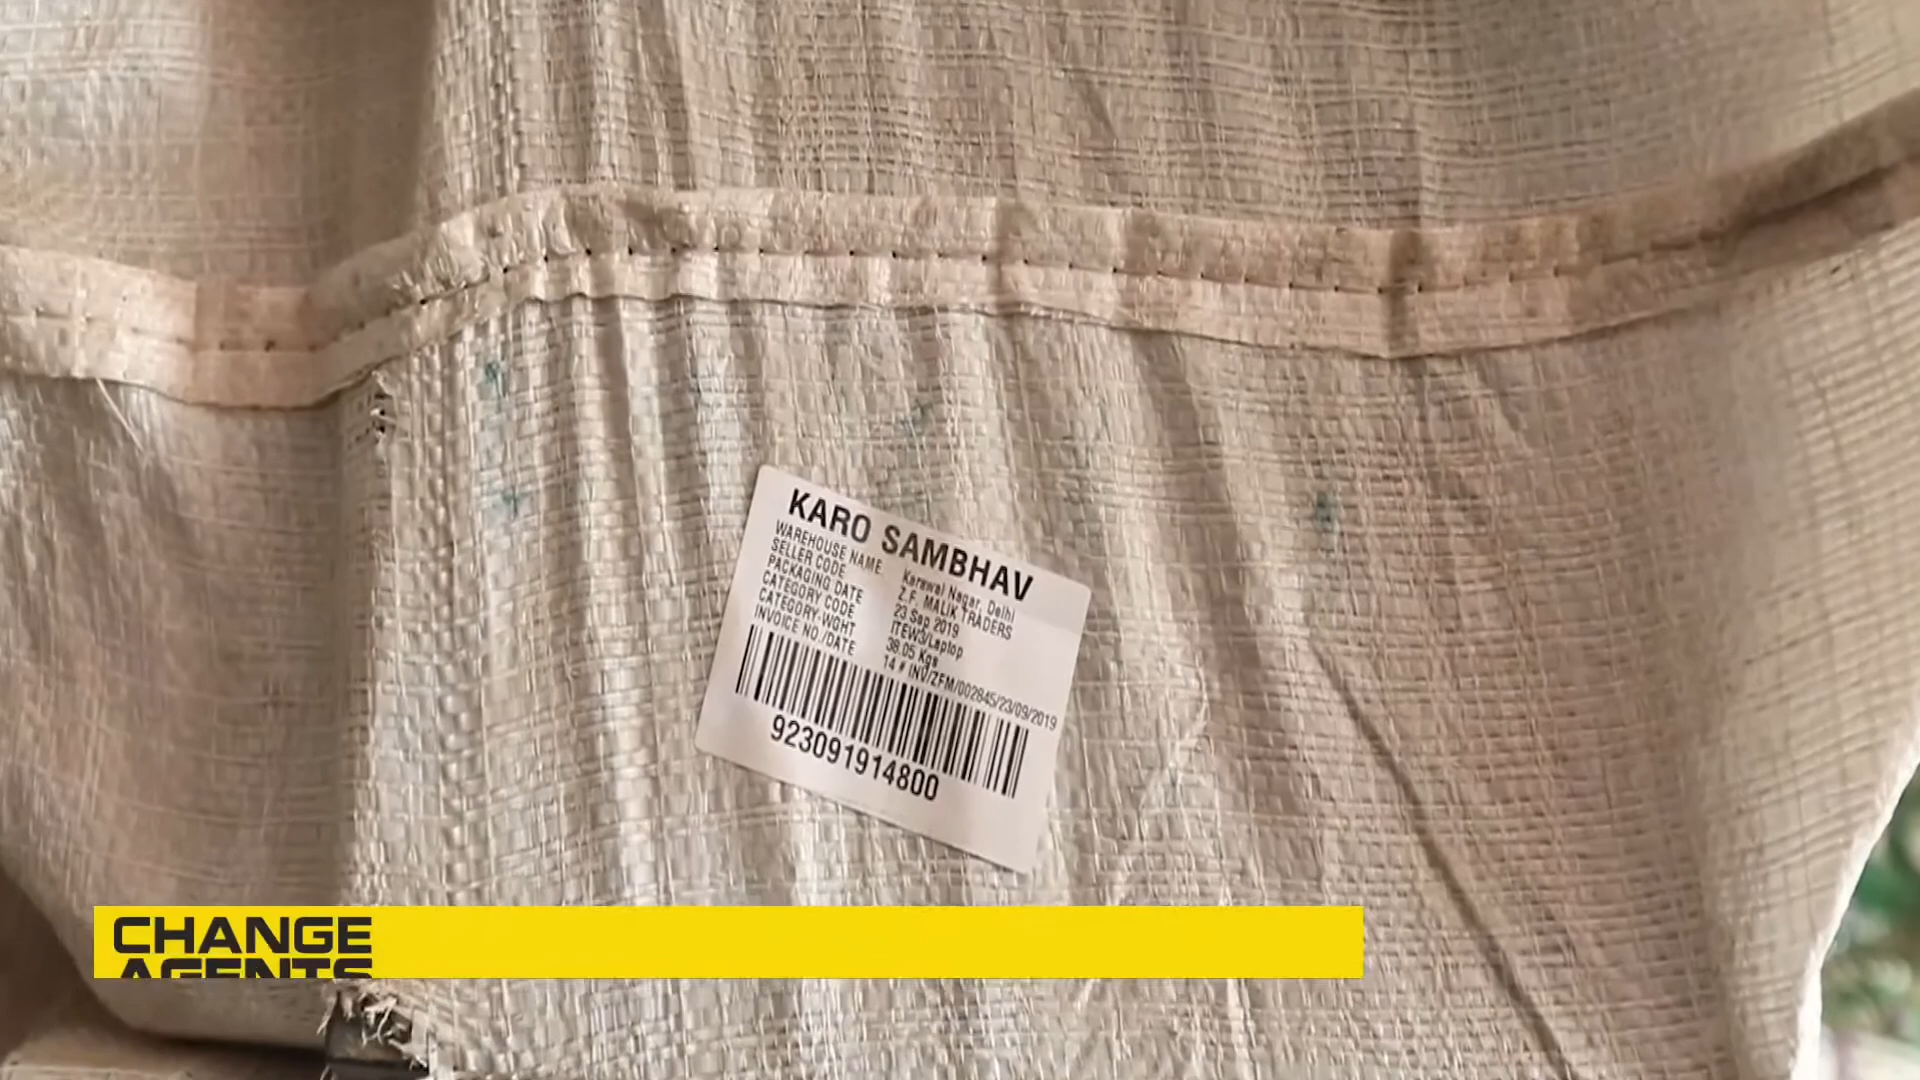 KARO SAMBHAV
WAREHOUSE NAME Karawal Nagar, Delhi
SELLER CODE Z.F. MALIK TRADERS
PACKAGING DATE 23 Sep 2019
CATEGORY CODE ITEW3/Laptop
CATEGORY-WGHT 38.05 Kgs
INVOICE NO./DATE 14 # INV/ZFM/002845/23/09/2019
923091914800
CHANGE
AGENTS